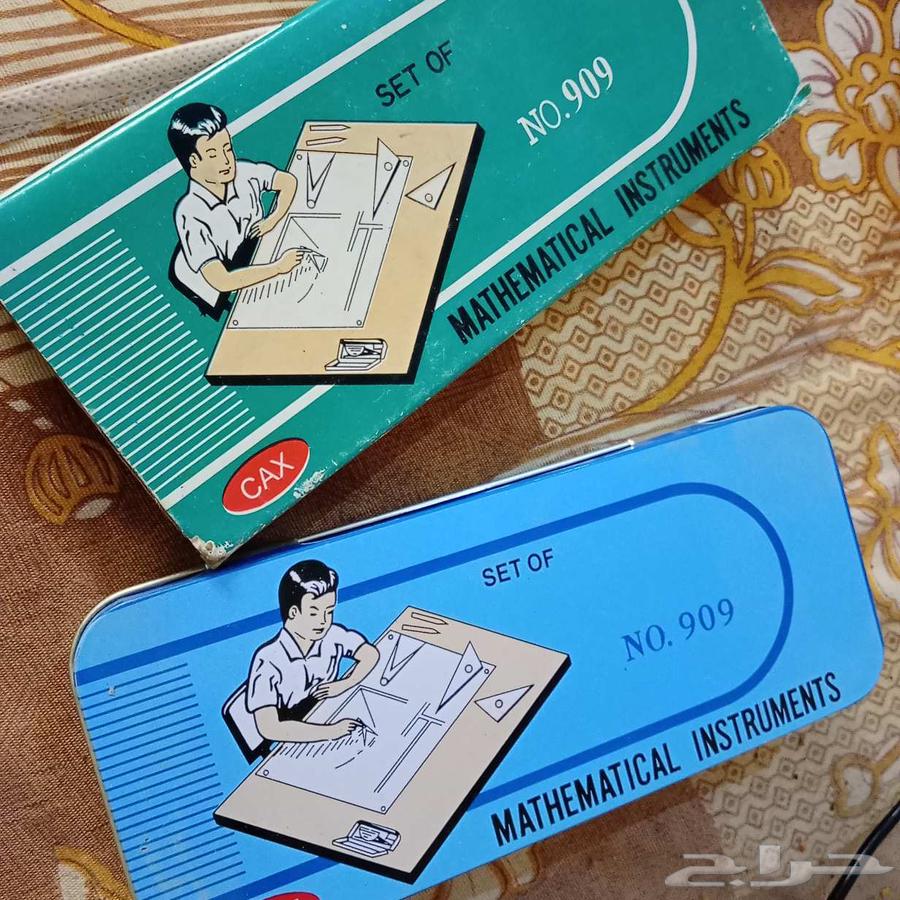 SET OF
NO. 909
MATHEMATICAL INSTRUMENTS
CAX
SET OF
NO. 909
MATHEMATICAL INSTRUMENTS
حراج